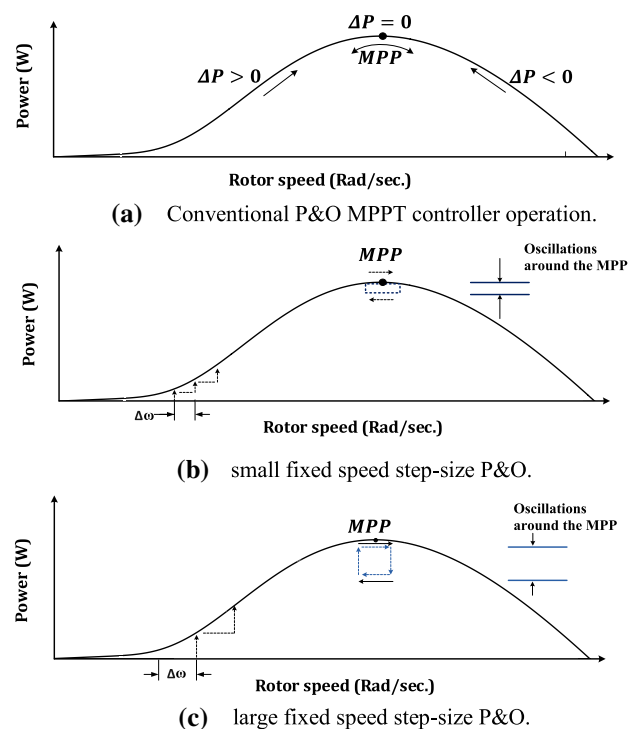 ΔP = 0
MPP
ΔP > 0
ΔP < 0
Power (W)
Rotor speed (Rad/sec.)
(a) Conventional P&O MPPT controller operation.
Oscillations
around the MPP
MPP
Power (W)
Δω
Rotor speed (Rad/sec.)
(b) small fixed speed step-size P&O.
Oscillations
around the MPP
MPP
Power (W)
Δω
Rotor speed (Rad/sec.)
(c) large fixed speed step-size P&O.